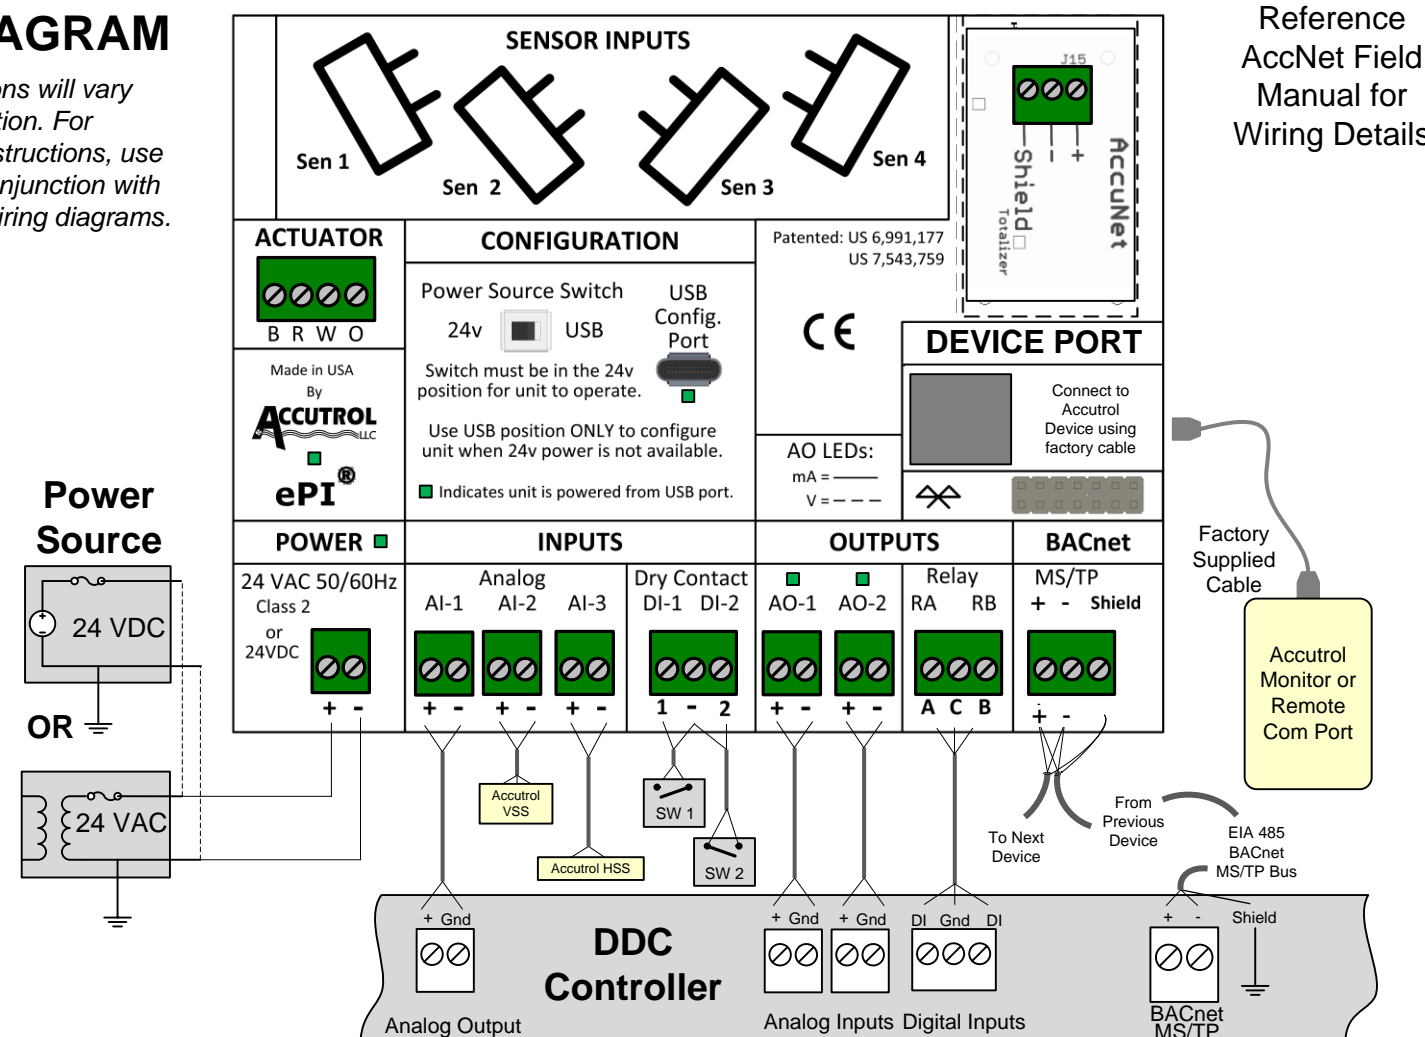 AGRAM
ons will vary
tion. For
structions, use
njunction with
iring diagrams.
SENSOR INPUTS
Sen 1
Sen 2
Sen 3
Sen 4
J15
Shield
-
+
Totalizer
AccuNet
Reference
AccNet Field
Manual for
Wiring Details
ACTUATOR
B R W O
Made in USA
By
ACCUTROL
LLC
ePI®
CONFIGURATION
Power Source Switch
24v
USB
USB
Config.
Port
Switch must be in the 24v
position for unit to operate.
Use USB position ONLY to configure
unit when 24v power is not available.
Indicates unit is powered from USB port.
Patented: US 6,991,177
US 7,543,759
CE
AO LEDs:
mA =
V =
DEVICE PORT
Connect to
Accutrol
Device using
factory cable
Factory
Supplied
Cable
Accutrol
Monitor or
Remote
Com Port
Power
Source
24 VDC
OR
24 VAC
POWER
24 VAC 50/60Hz
Class 2
or
24VDC
+ -
INPUTS
Analog
AI-1 AI-2 AI-3
+ - + - + -
Dry Contact
DI-1 DI-2
1 - 2
OUTPUTS
AO-1 AO-2
+ - + -
Relay
RA RB
A C B
BACnet
MS/TP
+ - Shield
+ -
Accutrol
VSS
Accutrol HSS
SW 1
SW 2
To Next
Device
From
Previous
Device
EIA 485
BACnet
MS/TP Bus
+ Gnd
Analog Output
DDC
Controller
+ Gnd + Gnd
Analog Inputs
DI Gnd DI
Digital Inputs
+ - Shield
BACnet
MS/TP